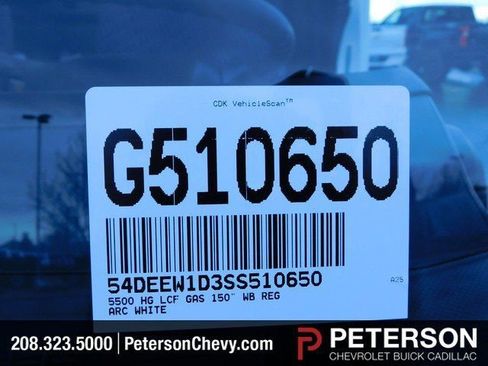 CDK VehicleScan™
G510650
54DEEW1D3SS510650
5500 HG LCF GAS 150" WB REG
ARC WHITE
A25
208.323.5000 | PetersonChevy.com
PETERSON
CHEVROLET BUICK CADILLAC